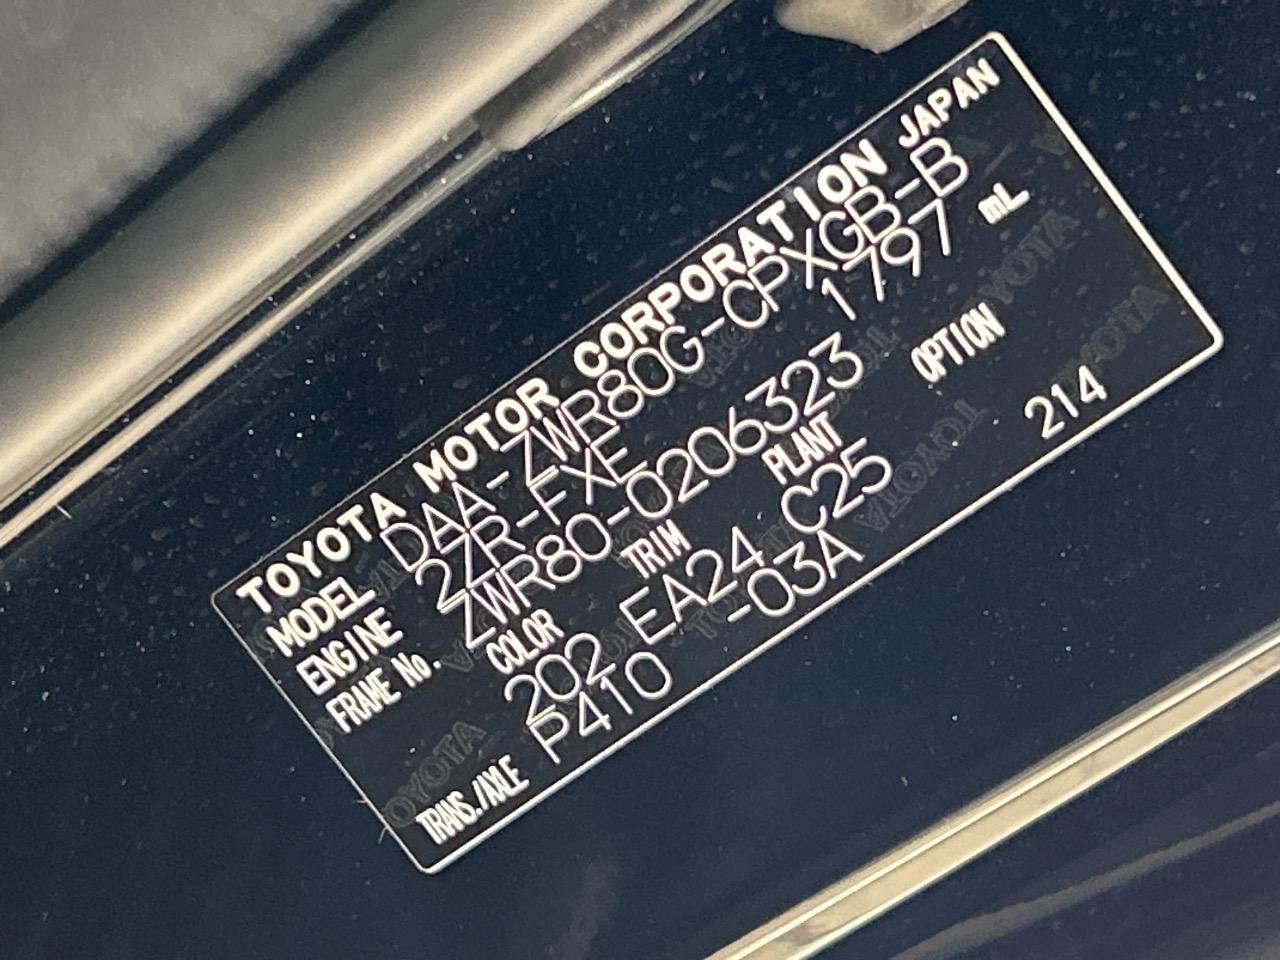 TOYOTA MOTOR CORPORATION JAPAN
MODEL DAA-ZWR80G-CPXGB-B
ENGINE 2ZR-FXE 1797 mL
FRAME No. ZWR80-0206323
COLOR TRIM PLANT OPTION
202 EA24 C25 214
TRANS./AXLE P410 -03A